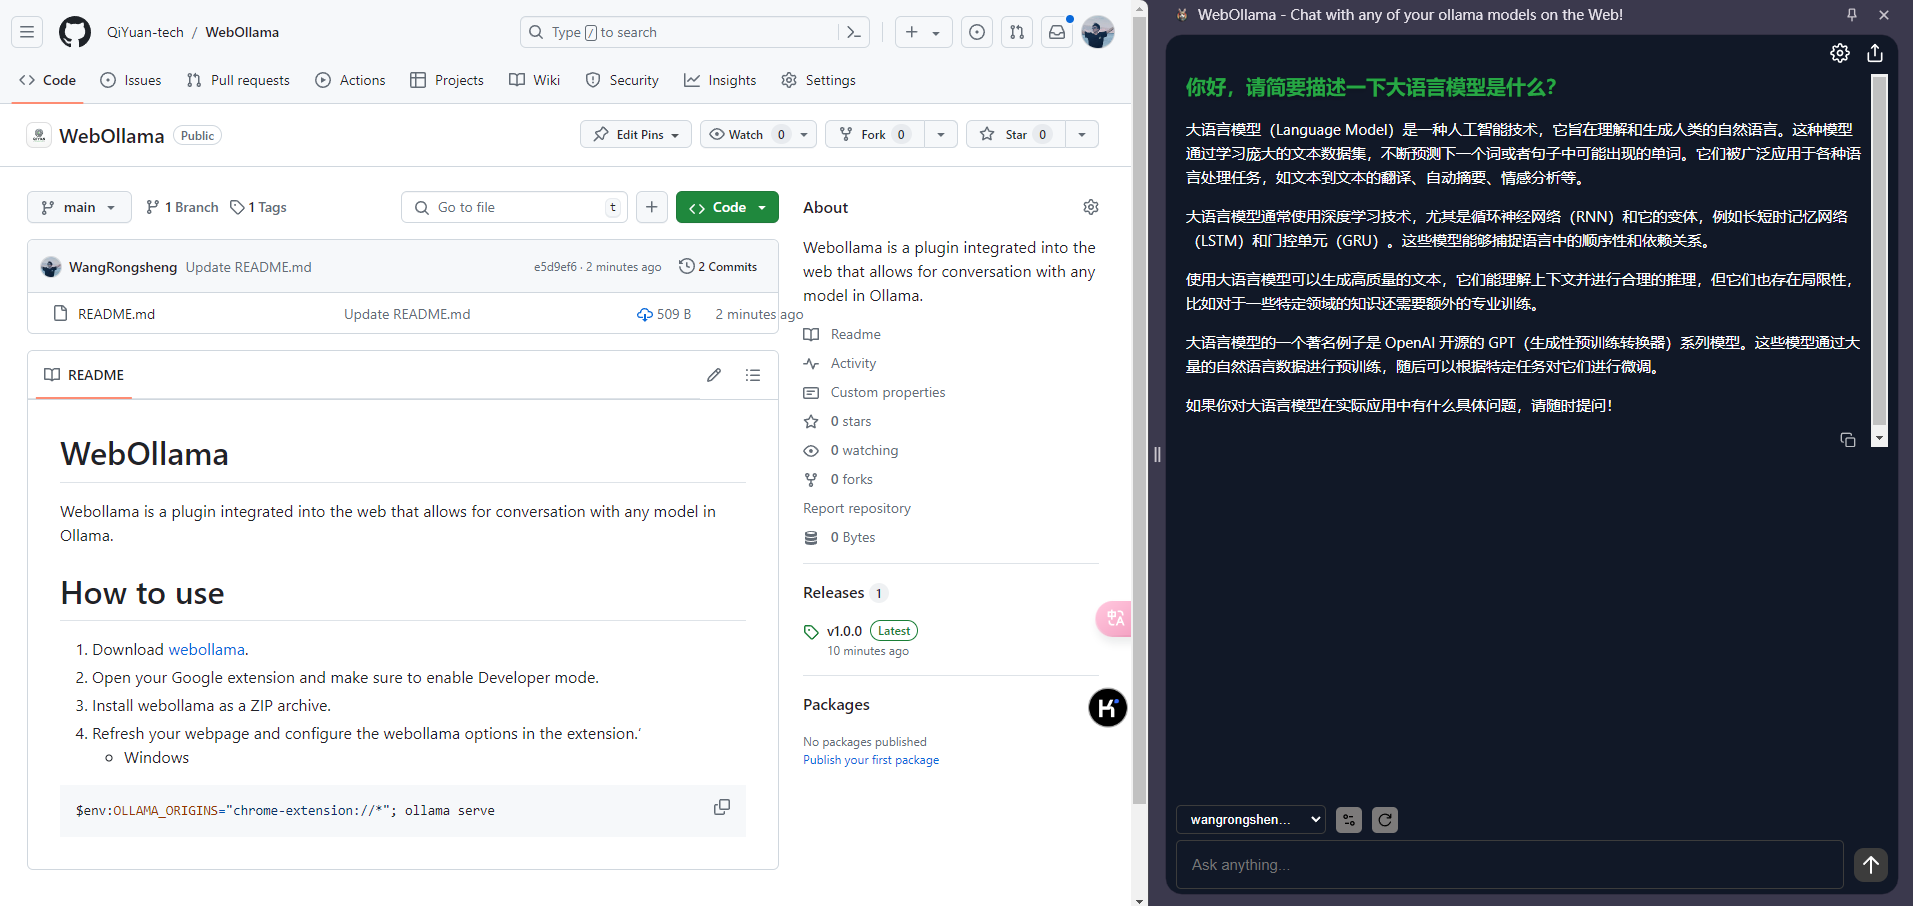 QiYuan-tech / WebOllama
Type / to search
Code
Issues
Pull requests
Actions
Projects
Wiki
Security
Insights
Settings
WebOllama
Public
Edit Pins
Watch 0
Fork 0
Star 0
main
1 Branch
1 Tags
Go to file
t
Code
WangRongsheng Update README.md
e5d9ef6 · 2 minutes ago
2 Commits
README.md
Update README.md
509 B
2 minutes ago
README
WebOllama
Webollama is a plugin integrated into the web that allows for conversation with any model in
Ollama.
How to use
1. Download webollama.
2. Open your Google extension and make sure to enable Developer mode.
3. Install webollama as a ZIP archive.
4. Refresh your webpage and configure the webollama options in the extension.‘
Windows
$env:OLLAMA_ORIGINS="chrome-extension://*"; ollama serve
About
Webollama is a plugin integrated into the
web that allows for conversation with any
model in Ollama.
Readme
Activity
Custom properties
0 stars
0 watching
0 forks
Report repository
0 Bytes
Releases 1
v1.0.0 Latest
10 minutes ago
Packages
No packages published
Publish your first package
WebOllama - Chat with any of your ollama models on the Web!
你好，请简要描述一下大语言模型是什么？
大语言模型（Language Model）是一种人工智能技术，它旨在理解和生成人类的自然语言。这种模型
通过学习庞大的文本数据集，不断预测下一个词或者句子中可能出现的单词。它们被广泛应用于各种语
言处理任务，如文本到文本的翻译、自动摘要、情感分析等。
大语言模型通常使用深度学习技术，尤其是循环神经网络（RNN）和它的变体，例如长短时记忆网络
（LSTM）和门控单元（GRU）。这些模型能够捕捉语言中的顺序性和依赖关系。
使用大语言模型可以生成高质量的文本，它们能理解上下文并进行合理的推理，但它们也存在局限性，
比如对于一些特定领域的知识还需要额外的专业训练。
大语言模型的一个著名例子是 OpenAI 开源的 GPT（生成性预训练转换器）系列模型。这些模型通过大
量的自然语言数据进行预训练，随后可以根据特定任务对它们进行微调。
如果你对大语言模型在实际应用中有什么具体问题，请随时提问！
wangrongshen...
Ask anything...